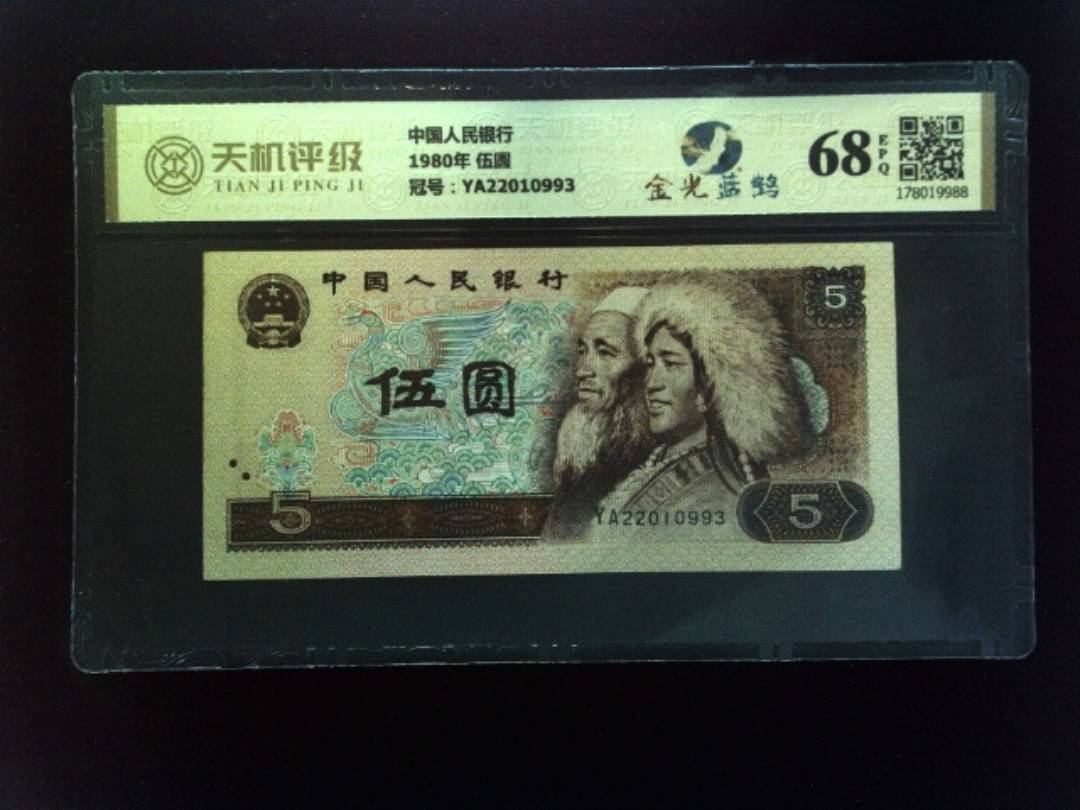 天机评级
TIAN JI PING JI
中国人民银行
1980年 伍圆
冠号：YA22010993
金光蓝鹤
68
EPQ
178019988
中国人民银行
5
伍圆
5
YA22010993
5